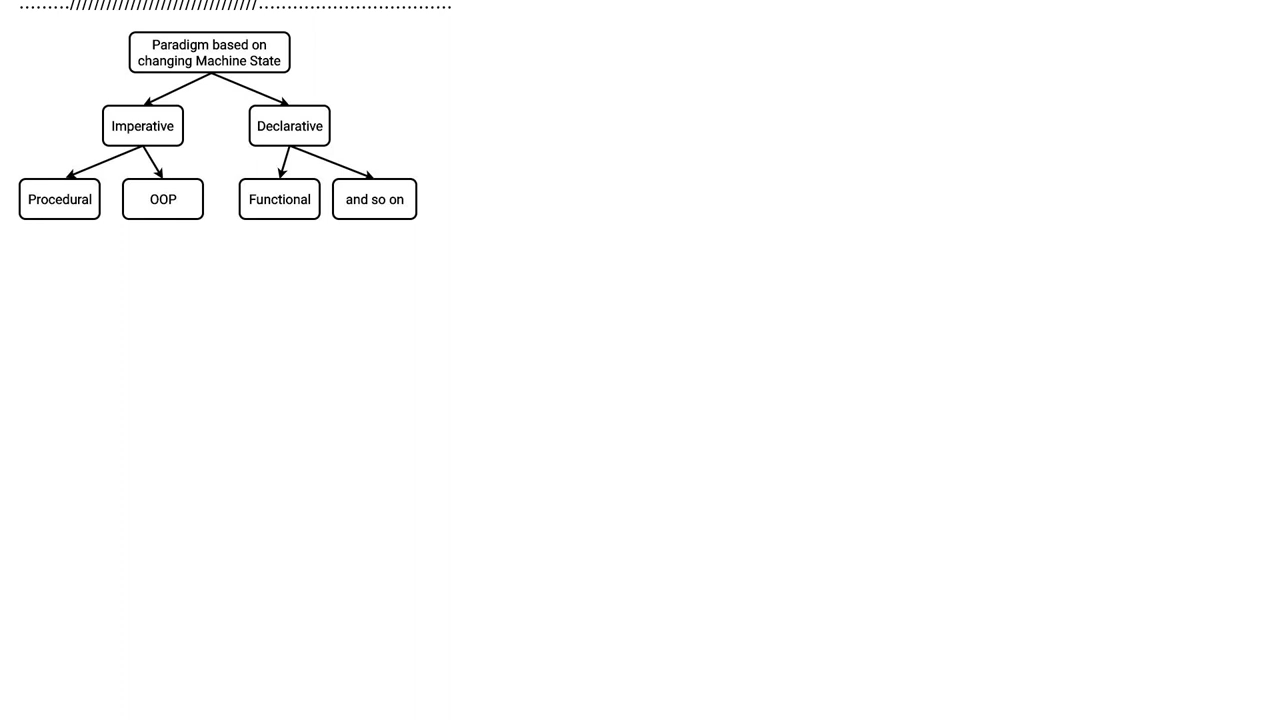 Paradigm based on
changing Machine State
Imperative
Declarative
Procedural
OOP
Functional
and so on